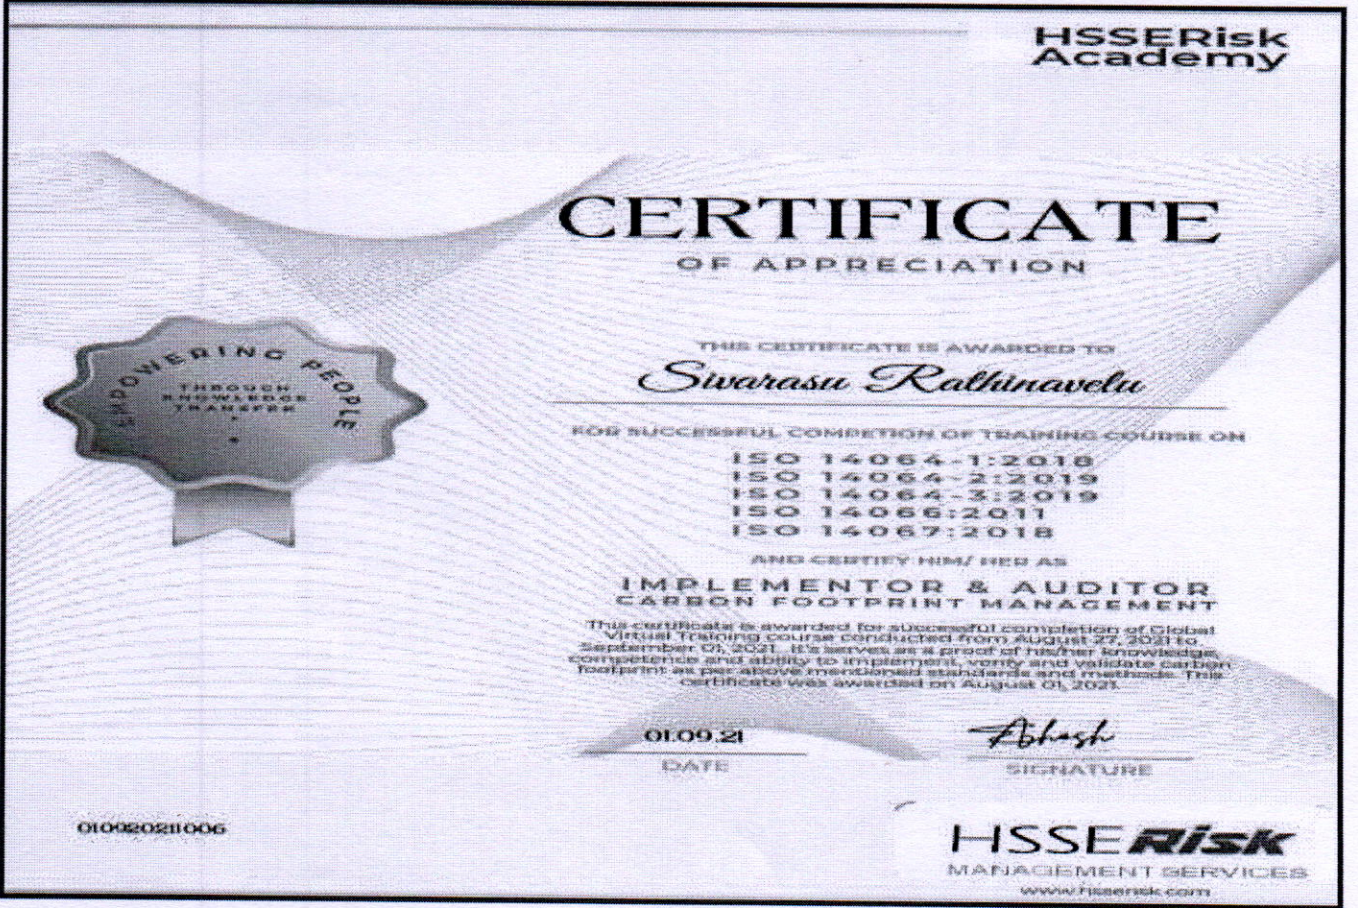 HSSERisk
Academy
CERTIFICATE
OF APPRECIATION
EMPOWERING PEOPLE
THROUGH
KNOWLEDGE
TRANSFER
THIS CERTIFICATE IS AWARDED TO
Sivarasu Rathinavelu
FOR SUCCESSFUL COMPETION OF TRAINING COURSE ON
ISO 14064-1:2018
ISO 14064-2:2019
ISO 14064-3:2019
ISO 14066:2011
ISO 14067:2018
AND CERTIFY HIM/ HER AS
IMPLEMENTOR & AUDITOR
CARBON FOOTPRINT MANAGEMENT
This certificate is awarded for successful completion of Global
Virtual Training course conducted from August 27, 2021 to
September 01, 2021. It's serves as a proof of his/her knowledge,
competence and ability to implement, verify and validate carbon
footprint as per above mentioned standards and methods. This
certificate was awarded on August 01, 2021.
01.09.21
Abhash
DATE
SIGNATURE
010920211006
HSSERisk
MANAGEMENT SERVICES
www.hsserisk.com